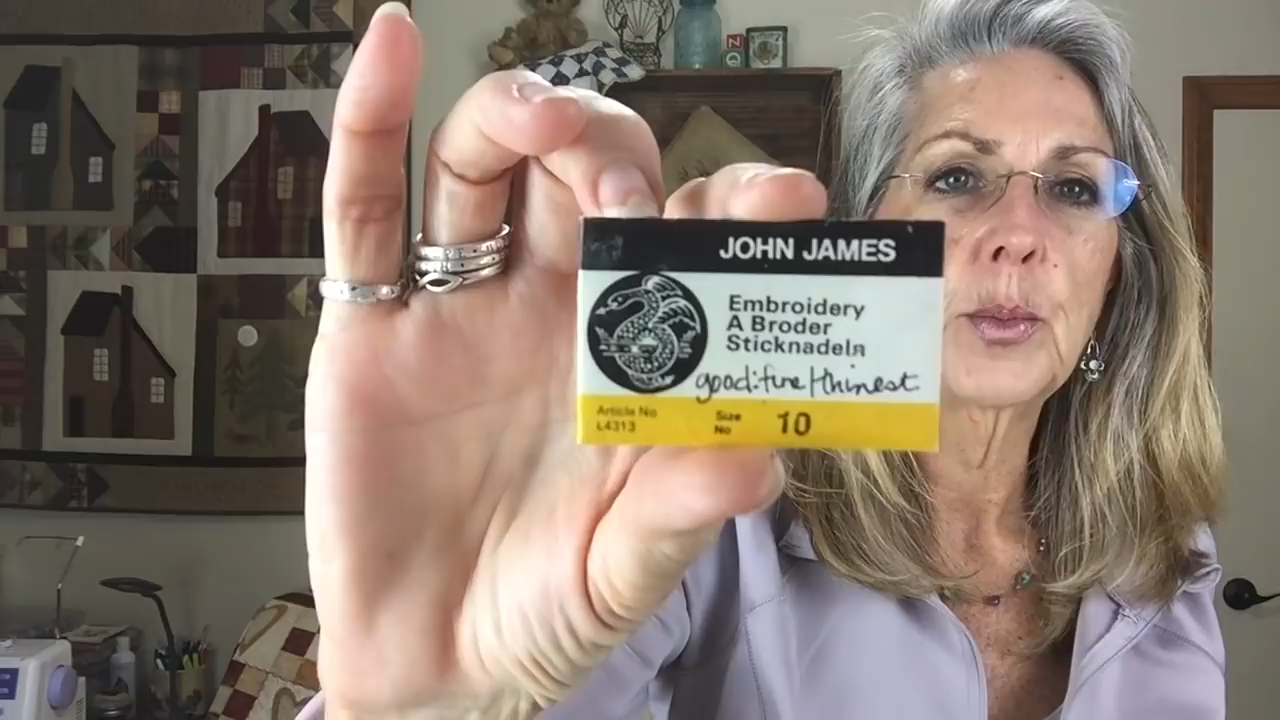 N
Q
JOHN JAMES
Embroidery
A Broder
Sticknadeln
good:fine/thinest
Article No
L4313
Size
No
10